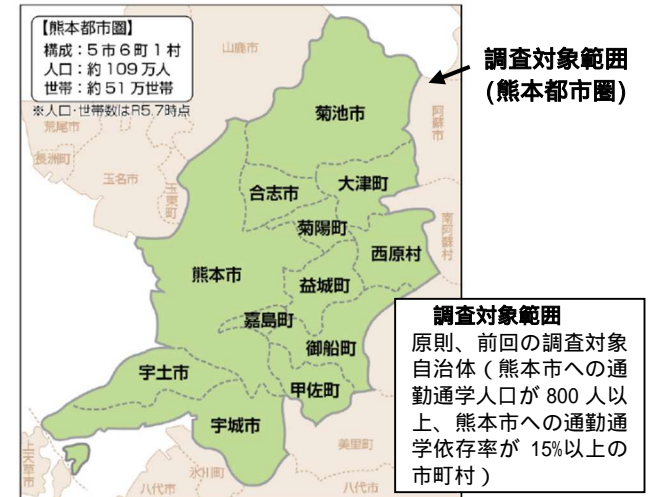 【熊本都市圏】
構成：5市6町1村
人口：約109万人
世帯：約51万世帯
※人口・世帯数はR5.7時点
山鹿市
調査対象範囲
(熊本都市圏)
菊池市
阿蘇市
荒尾市
長洲町
玉名市
玉東町
合志市
大津町
菊陽町
南阿蘇村
西原村
熊本市
益城町
嘉島町
御船町
宇土市
甲佐町
宇城市
美里町
上天草市
氷川町
八代市
八代市
調査対象範囲
原則、前回の調査対象
自治体（熊本市への通
勤通学人口が 800 人以
上、熊本市への通勤通
学依存率が 15%以上の
市町村）